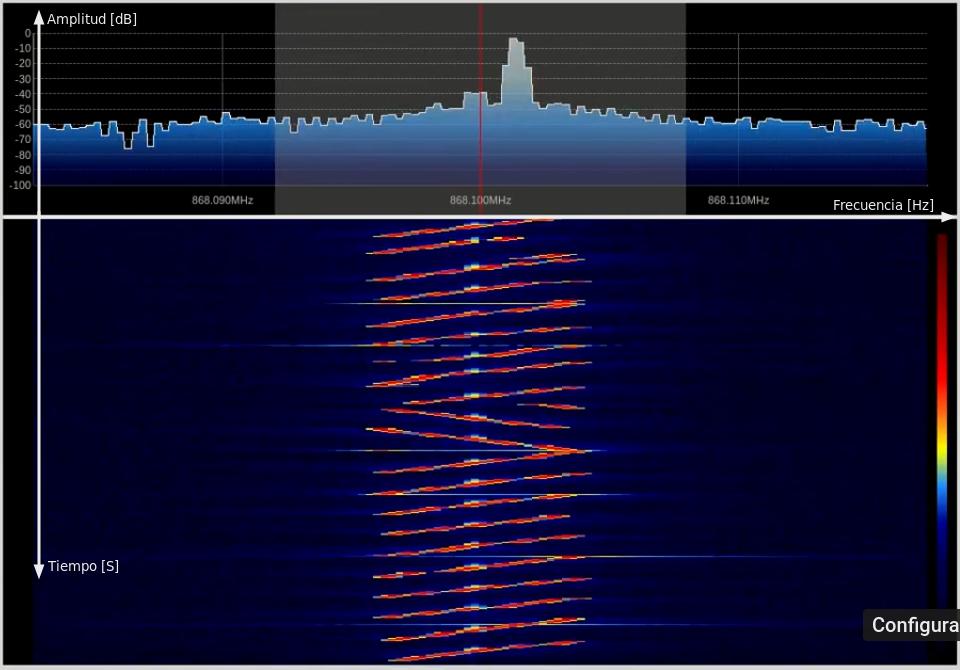 Amplitud [dB]
0
-10
-20
-30
-40
-50
-60
-70
-80
-90
-100
868.090MHz 868.100MHz 868.110MHz
Frecuencia [Hz]
Tiempo [S]
Configura